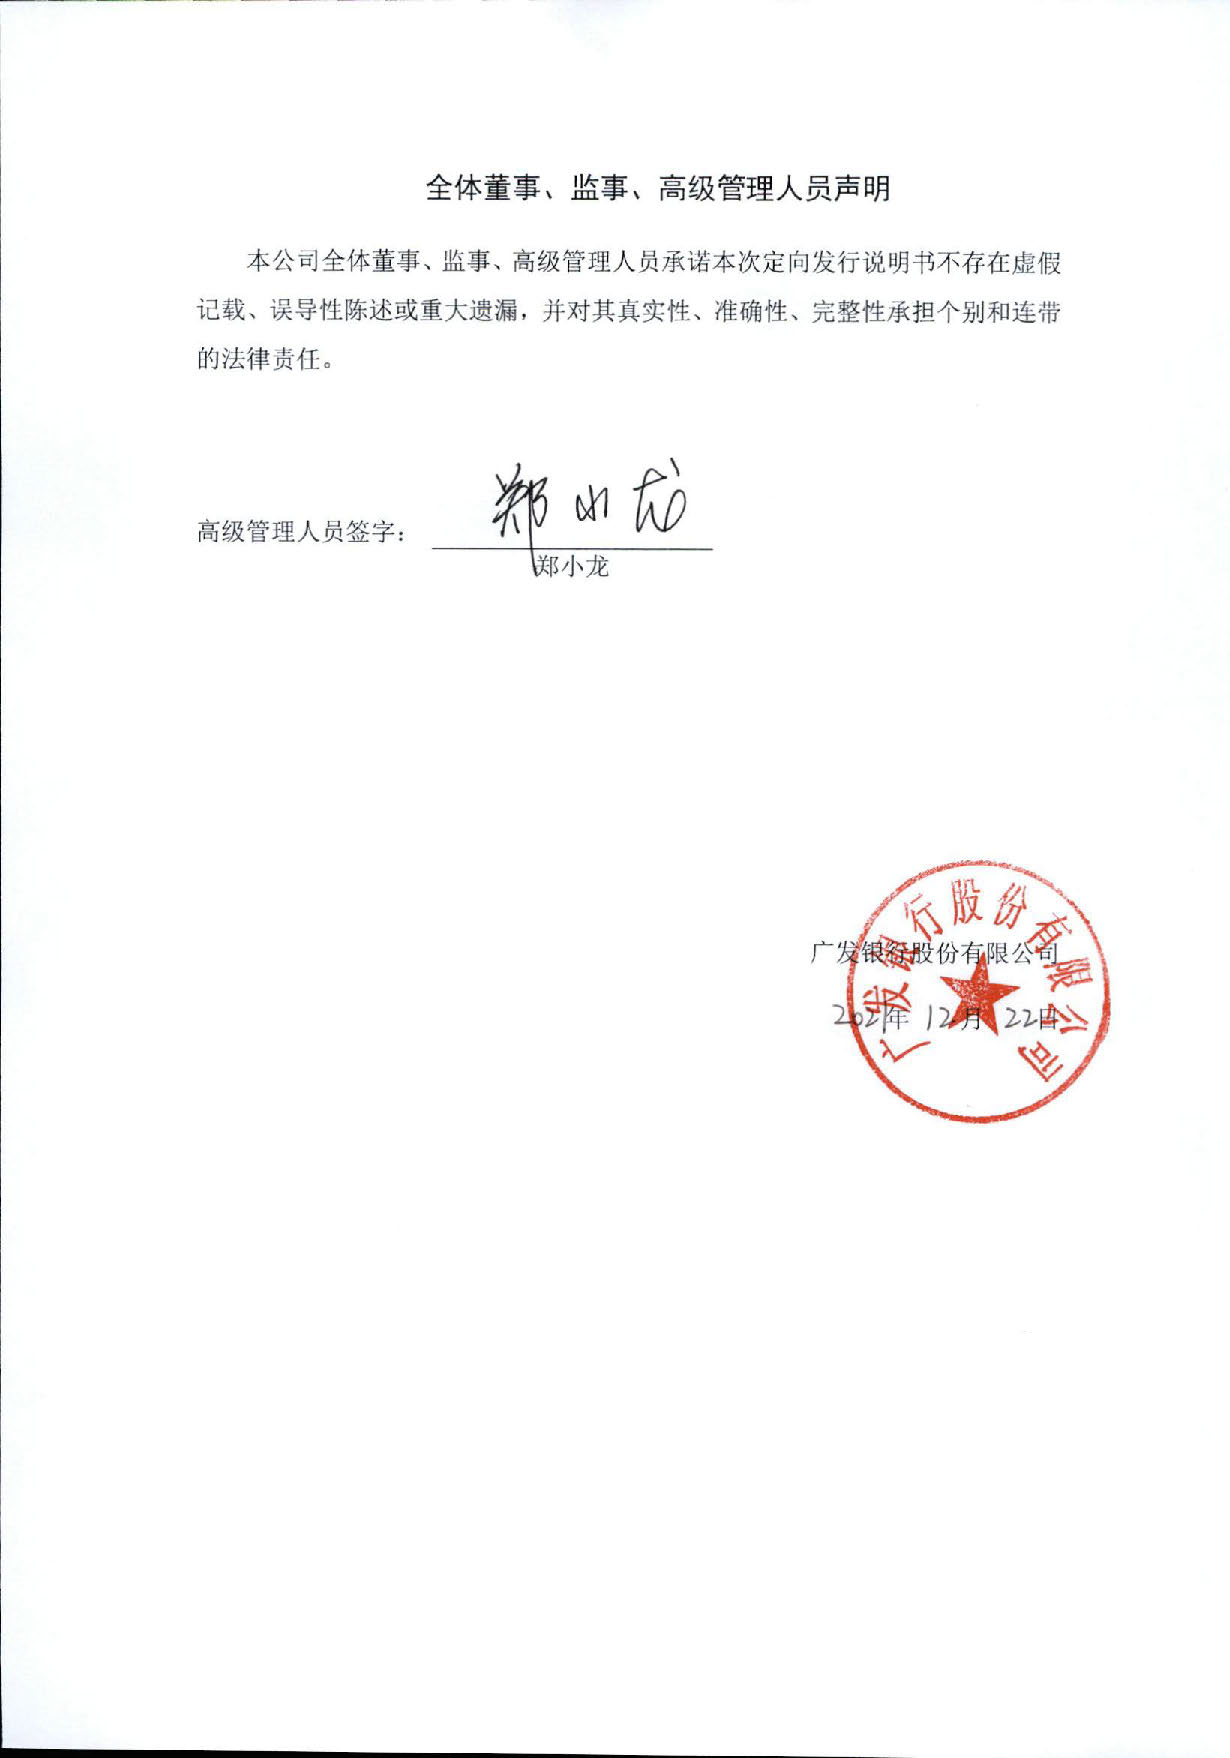 全体董事、监事、高级管理人员声明
本公司全体董事、监事、高级管理人员承诺本次定向发行说明书不存在虚假
记载、误导性陈述或重大遗漏，并对其真实性、准确性、完整性承担个别和连带
的法律责任。
郑小龙
高级管理人员签字：
郑小龙
广发银行股份有限公司
广发银行股份有限公司
2021年 12月 22日